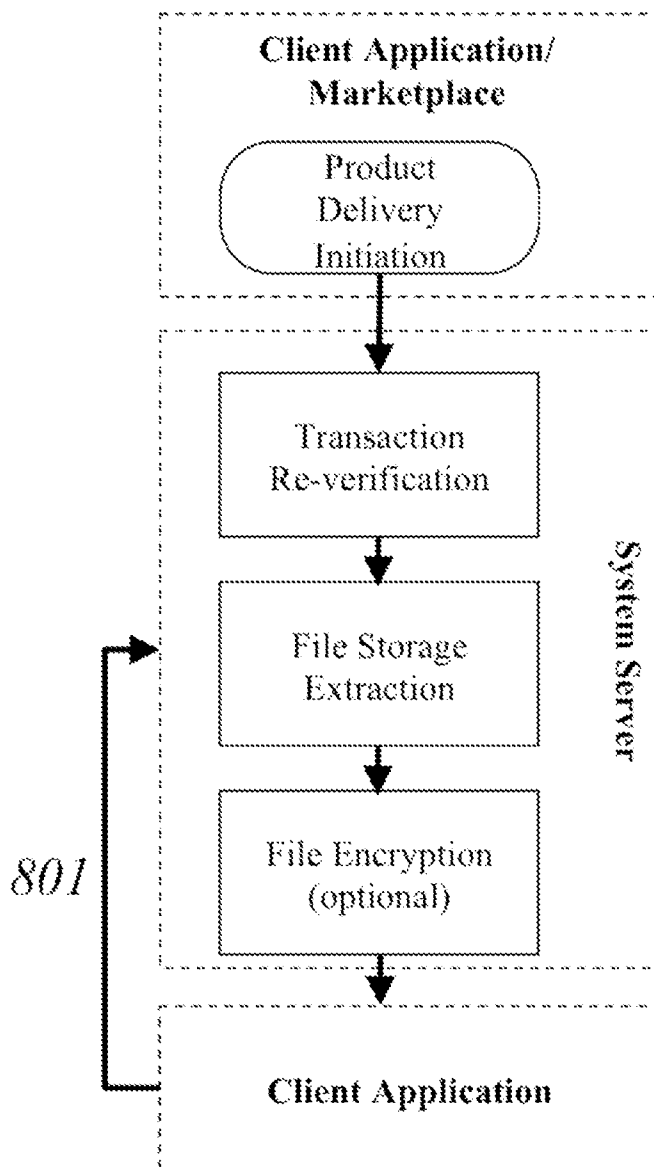 Client Application/
Marketplace
Product
Delivery
Initiation
Transaction
Re-verification
File Storage
Extraction
System Server
File Encryption
(optional)
801
Client Application